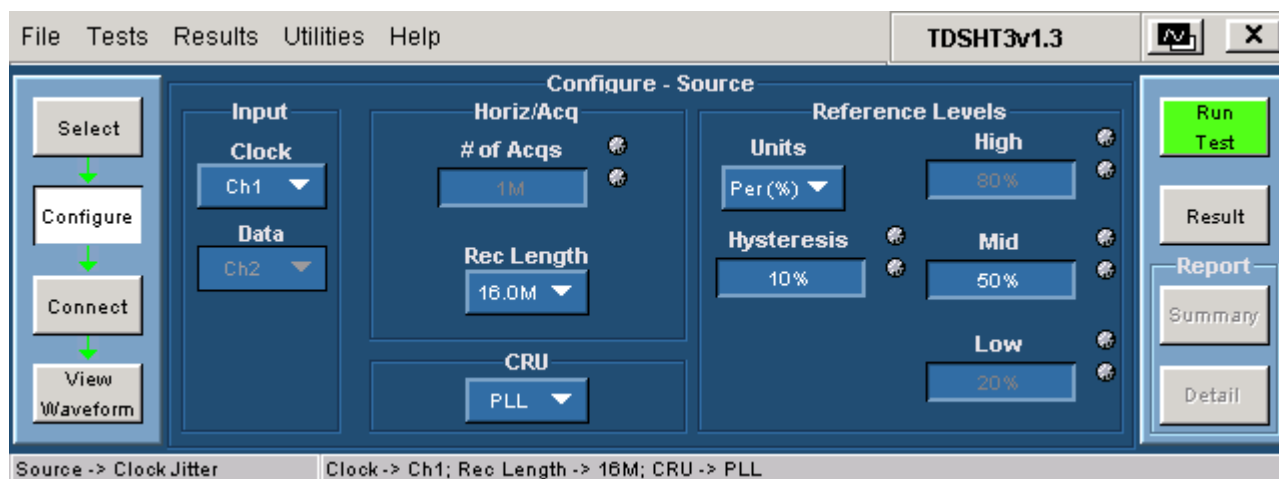 File Tests Results Utilities Help
TDSHT3v1.3
X
Select
Configure
Connect
View
Waveform
Configure - Source
Input
Clock
Ch1
Data
Ch2
Horiz/Acq
# of Acqs
1M
Rec Length
16.0M
CRU
PLL
Reference Levels
Units
Per(%)
Hysteresis
10%
High
80%
Mid
50%
Low
20%
Run
Test
Result
Report
Summary
Detail
Source -> Clock Jitter
Clock -> Ch1; Rec Length -> 16M; CRU -> PLL